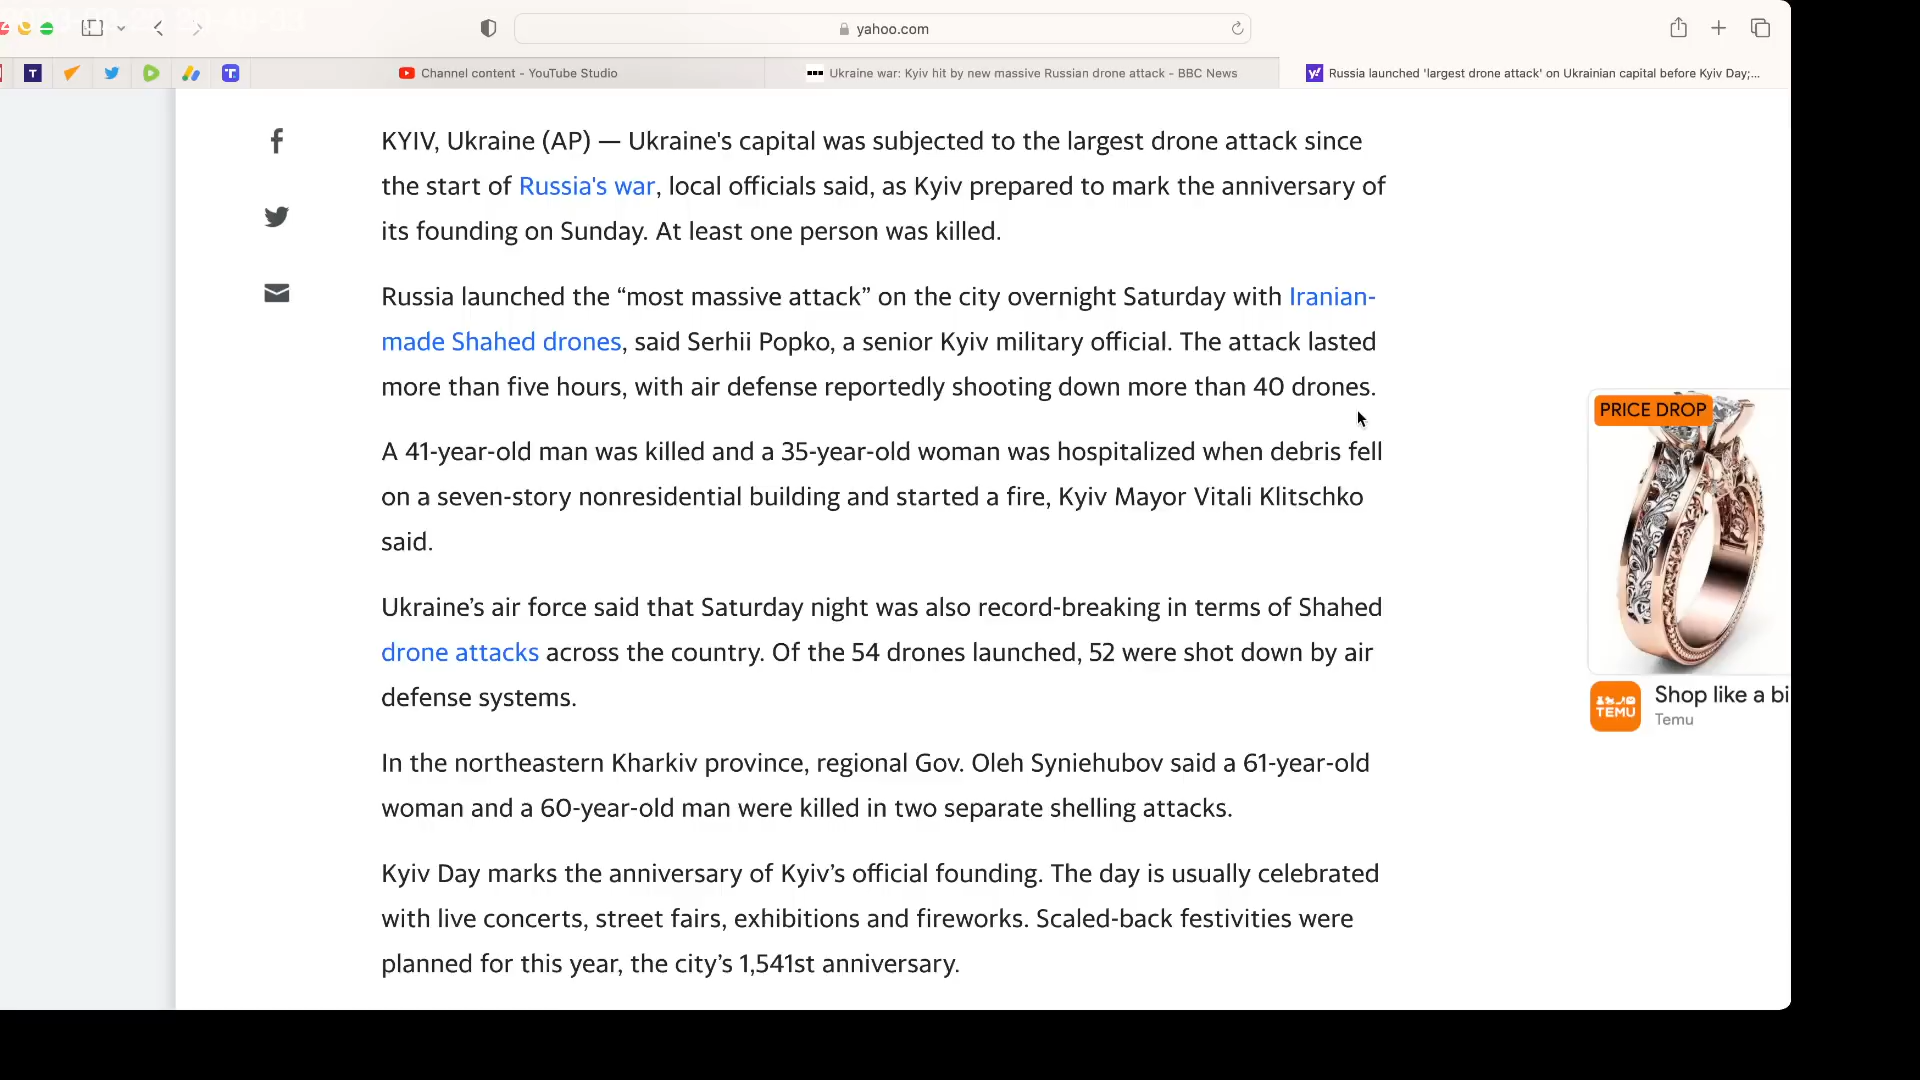 yahoo.com
T
T
Channel content - YouTube Studio
Ukraine war: Kyiv hit by new massive Russian drone attack - BBC News
y!
Russia launched 'largest drone attack' on Ukrainian capital before Kyiv Day;...
KYIV, Ukraine (AP) — Ukraine's capital was subjected to the largest drone attack since
the start of Russia's war, local officials said, as Kyiv prepared to mark the anniversary of
its founding on Sunday. At least one person was killed.
Russia launched the “most massive attack” on the city overnight Saturday with Iranian-
made Shahed drones, said Serhii Popko, a senior Kyiv military official. The attack lasted
more than five hours, with air defense reportedly shooting down more than 40 drones.
A 41-year-old man was killed and a 35-year-old woman was hospitalized when debris fell
on a seven-story nonresidential building and started a fire, Kyiv Mayor Vitali Klitschko
said.
Ukraine’s air force said that Saturday night was also record-breaking in terms of Shahed
drone attacks across the country. Of the 54 drones launched, 52 were shot down by air
defense systems.
In the northeastern Kharkiv province, regional Gov. Oleh Syniehubov said a 61-year-old
woman and a 60-year-old man were killed in two separate shelling attacks.
Kyiv Day marks the anniversary of Kyiv’s official founding. The day is usually celebrated
with live concerts, street fairs, exhibitions and fireworks. Scaled-back festivities were
planned for this year, the city’s 1,541st anniversary.
PRICE DROP
TEMU
Shop like a bi
Temu